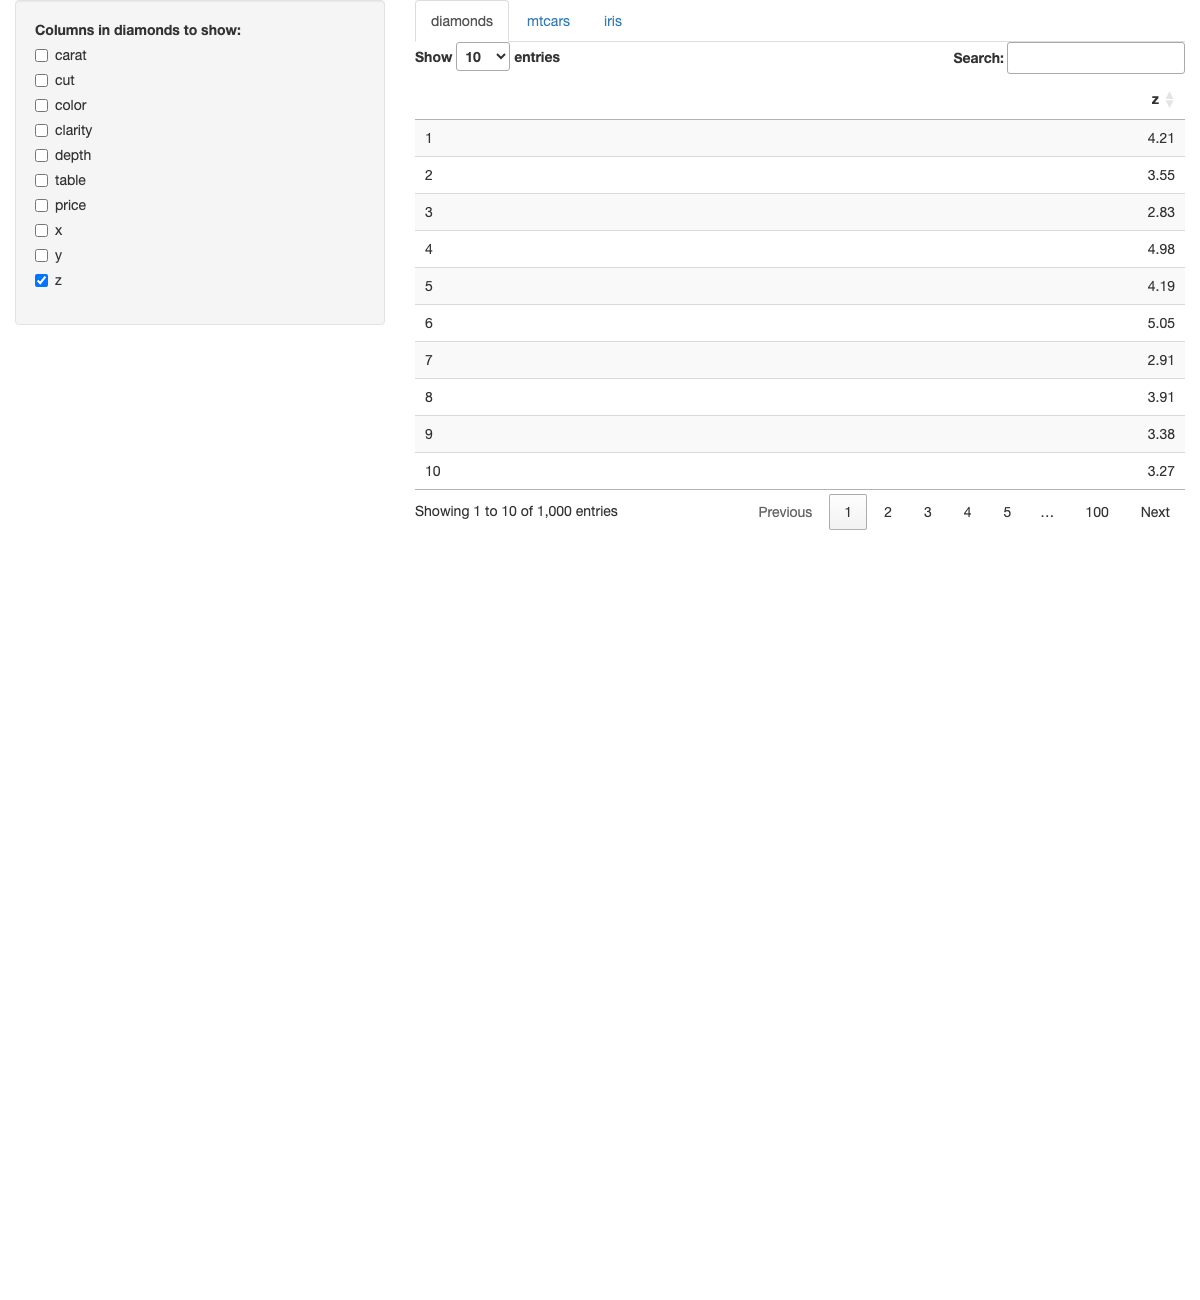 Columns in diamonds to show:
carat
cut
color
clarity
depth
table
price
x
y
z
diamonds mtcars iris
Show 10 entries Search:
z
1 4.21
2 3.55
3 2.83
4 4.98
5 4.19
6 5.05
7 2.91
8 3.91
9 3.38
10 3.27
Showing 1 to 10 of 1,000 entries Previous 1 2 3 4 5 … 100 Next